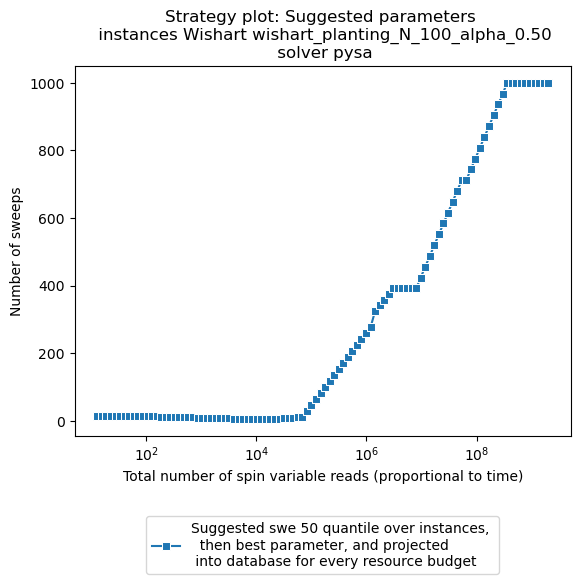 Strategy plot: Suggested parameters
instances Wishart wishart_planting_N_100_alpha_0.50
solver pysa
1000
800
600
400
200
0
Number of sweeps
10^2
10^4
10^6
10^8
Total number of spin variable reads (proportional to time)
Suggested swe 50 quantile over instances,
then best parameter, and projected
into database for every resource budget